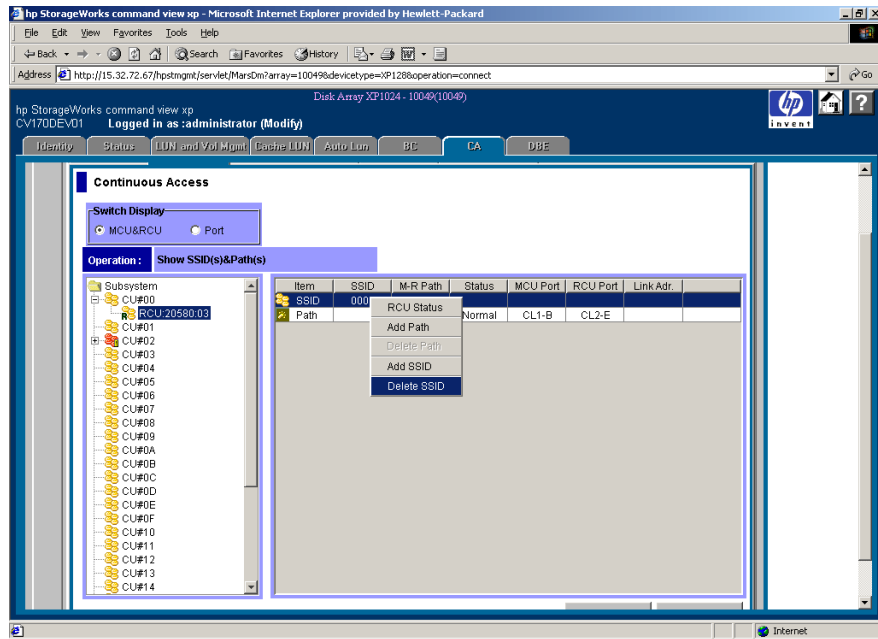 hp StorageWorks command view xp - Microsoft Internet Explorer provided by Hewlett-Packard
File Edit View Favorites Tools Help
Back Search Favorites History
Address http://15.32.72.67/hpstmgmt/servlet/MarsDm?array=10049&devicetype=XP128&operation=connect Go
Disk Array XP1024 - 10049(10049)
hp StorageWorks command view xp
CV170DEV01 Logged in as :administrator (Modify)
hp
invent
?
Identity Status LUN and Vol Mgmt Cache LUN Auto Lun BC CA DBE
Continuous Access
Switch Display
MCU&RCU Port
Operation : Show SSID(s)&Path(s)
Subsystem
CU#00
RCU:20580:03
CU#01
CU#02
CU#03
CU#04
CU#05
CU#06
CU#07
CU#08
CU#09
CU#0A
CU#0B
CU#0C
CU#0D
CU#0E
CU#0F
CU#10
CU#11
CU#12
CU#13
CU#14
Item SSID M-R Path Status MCU Port RCU Port Link Adr.
SSID 000
Path Normal CL1-B CL2-E
RCU Status
Add Path
Delete Path
Add SSID
Delete SSID
Internet